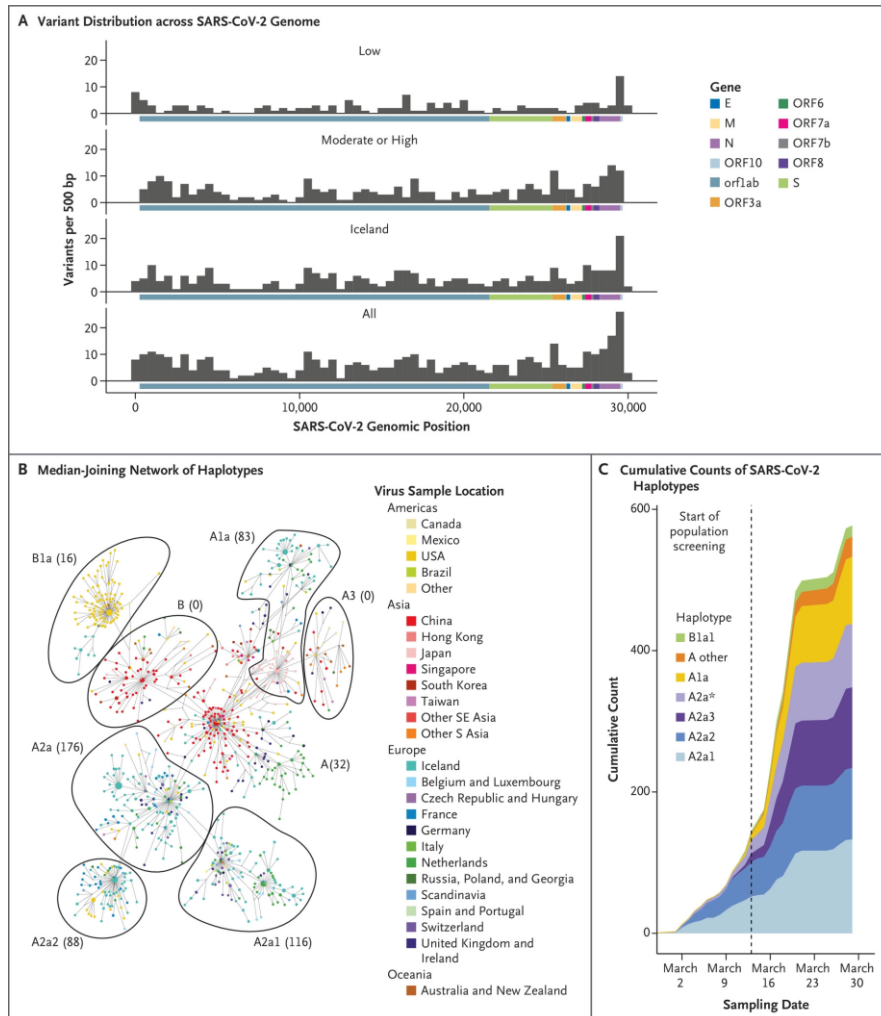 A Variant Distribution across SARS-CoV-2 Genome
Low
20
10
0
Moderate or High
20
10
0
Iceland
20
10
0
All
20
10
0
Variants per 500 bp
0
10,000
20,000
30,000
SARS-CoV-2 Genomic Position
Gene
E
M
N
ORF10
orf1ab
ORF3a
ORF6
ORF7a
ORF7b
ORF8
S
B Median-Joining Network of Haplotypes
B1a (16)
B (0)
A1a (83)
A3 (0)
A2a (176)
A(32)
A2a2 (88)
A2a1 (116)
Virus Sample Location
Americas
Canada
Mexico
USA
Brazil
Other
Asia
China
Hong Kong
Japan
Singapore
South Korea
Taiwan
Other SE Asia
Other S Asia
Europe
Iceland
Belgium and Luxembourg
Czech Republic and Hungary
France
Germany
Italy
Netherlands
Russia, Poland, and Georgia
Scandinavia
Spain and Portugal
Switzerland
United Kingdom and
Ireland
Oceania
Australia and New Zealand
C Cumulative Counts of SARS-CoV-2
Haplotypes
600
400
200
0
Cumulative Count
Start of
population
screening
Haplotype
B1a1
A other
A1a
A2a*
A2a3
A2a2
A2a1
March
2
March
9
March
16
March
23
March
30
Sampling Date